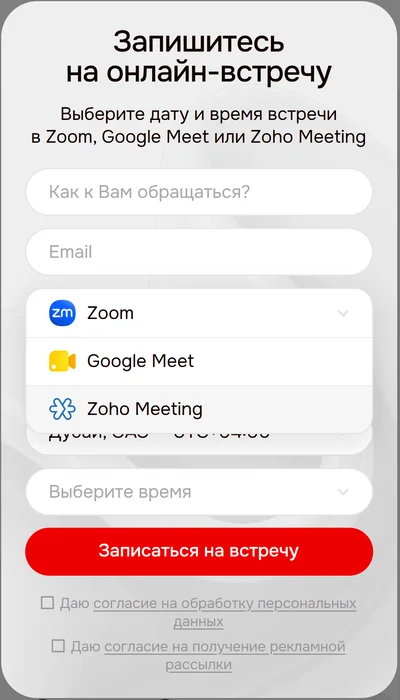 Запишитесь
на онлайн-встречу
Выберите дату и время встречи
в Zoom, Google Meet или Zoho Meeting
Как к Вам обращаться?
Email
zm Zoom
Google Meet
Zoho Meeting
Выберите время
Записаться на встречу
Даю согласие на обработку персональных
данных
Даю согласие на получение рекламной
рассылки